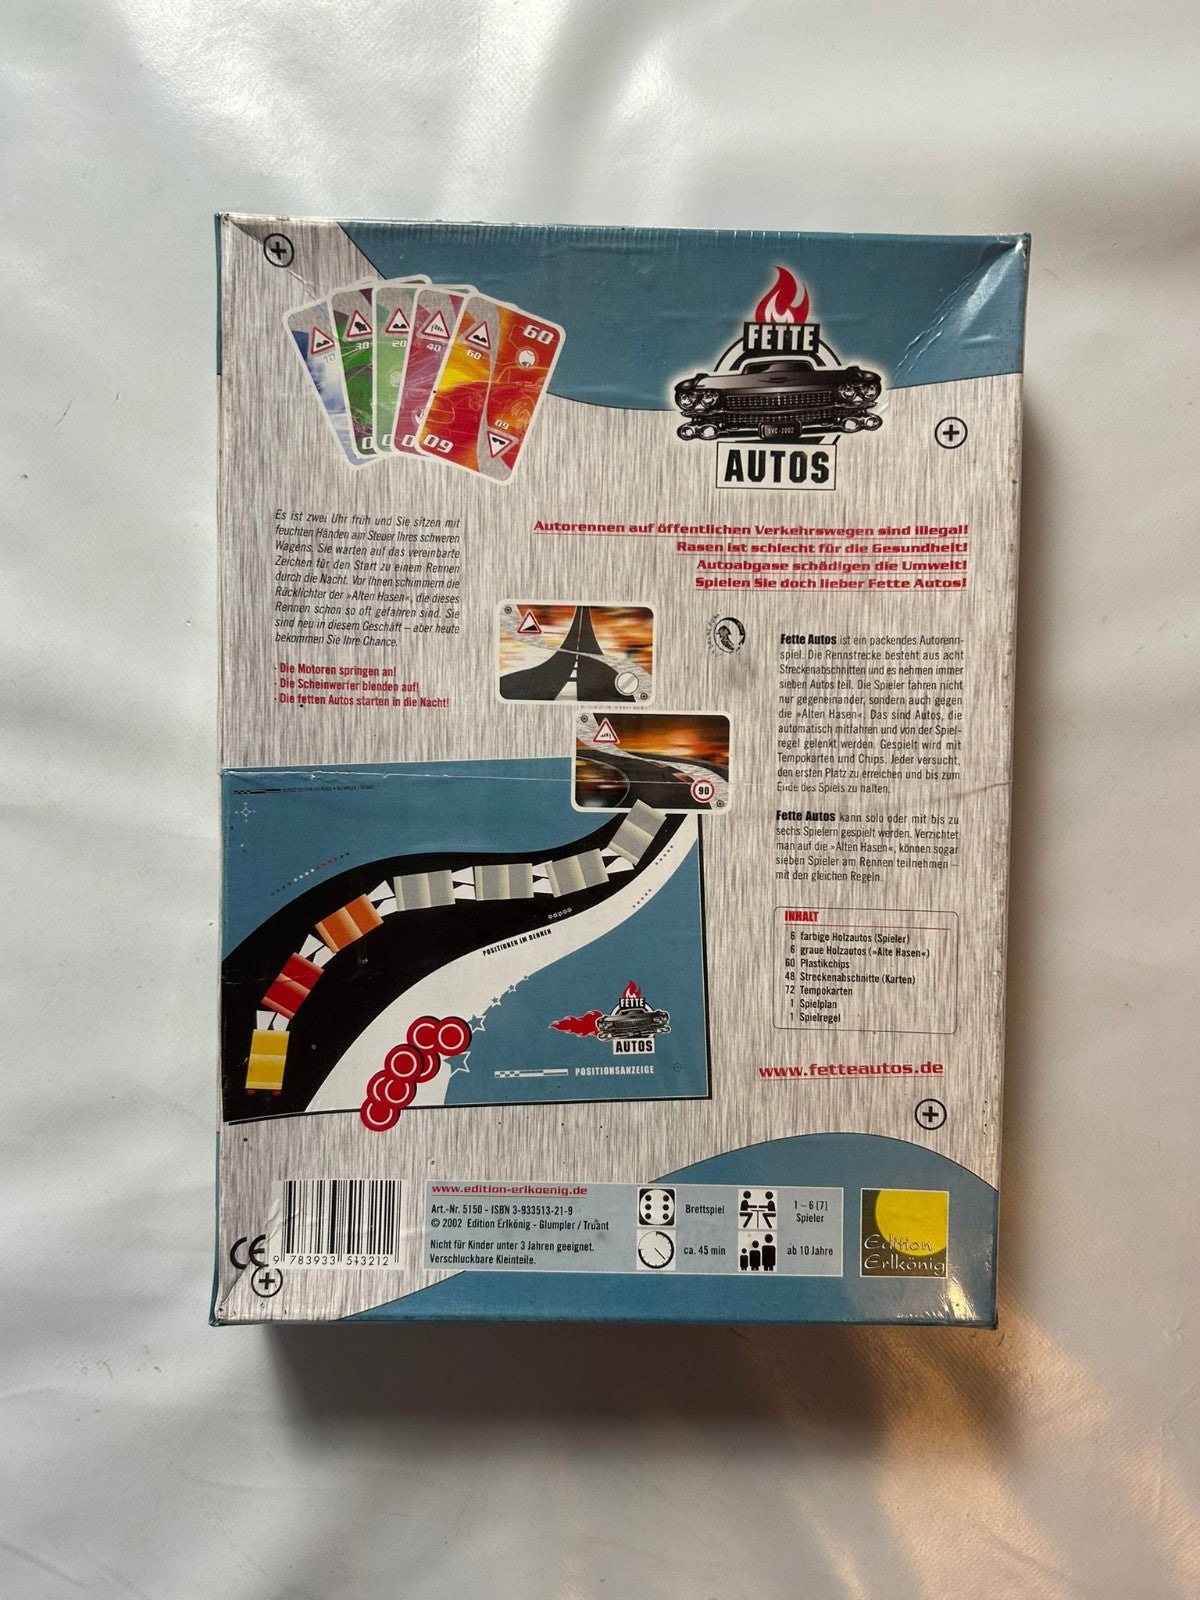 FETTE
AUTOS
SVC-2002
10
30
20
40
60
60
60
60
Autorennen auf öffentlichen Verkehrswegen sind illegal!
Rasen ist schlecht für die Gesundheit!
Autoabgase schädigen die Umwelt!
Spielen Sie doch lieber Fette Autos!
Es ist zwei Uhr früh und Sie sitzen mit
feuchten Händen am Steuer Ihres schweren
Wagens. Sie warten auf das vereinbarte
Zeichen für den Start zu einem Rennen
durch die Nacht. Vor Ihnen schimmern die
Rücklichter der »Alten Hasen«, die dieses
Rennen schon so oft gefahren sind. Sie
sind neu in diesem Geschäft – aber heute
bekommen Sie Ihre Chance.
· Die Motoren springen an!
· Die Scheinwerfer blenden auf!
· Die fetten Autos starten in die Nacht!
Fette Autos ist ein packendes Autorenn-
spiel. Die Rennstrecke besteht aus acht
Streckenabschnitten und es nehmen immer
sieben Autos teil. Die Spieler fahren nicht
nur gegeneinander, sondern auch gegen
die »Alten Hasen«. Das sind Autos, die
automatisch mitfahren und von der Spiel-
regel gelenkt werden. Gespielt wird mit
Tempokarten und Chips. Jeder versucht,
den ersten Platz zu erreichen und bis zum
Ende des Spiels zu halten.
Fette Autos kann solo oder mit bis zu
sechs Spielern gespielt werden. Verzichtet
man auf die »Alten Hasen«, können sogar
sieben Spieler am Rennen teilnehmen –
mit den gleichen Regeln.
90
POSITIONEN IM RENNEN
FETTE
AUTOS
POSITIONSANZEIGE
INHALT
6 farbige Holzautos (Spieler)
6 graue Holzautos (»Alte Hasen«)
60 Plastikchips
48 Streckenabschnitte (Karten)
72 Tempokarten
1 Spielplan
1 Spielregel
www.fetteautos.de
CE
9 783933 513212
www.edition-erlkoenig.de
Art.-Nr. 5150 - ISBN 3-933513-21-9
© 2002 Edition Erlkönig - Glumpler / Truant
Nicht für Kinder unter 3 Jahren geeignet.
Verschluckbare Kleinteile.
Brettspiel
1 – 6 [7]
Spieler
ca. 45 min
ab 10 Jahre
Edition
Erlkönig